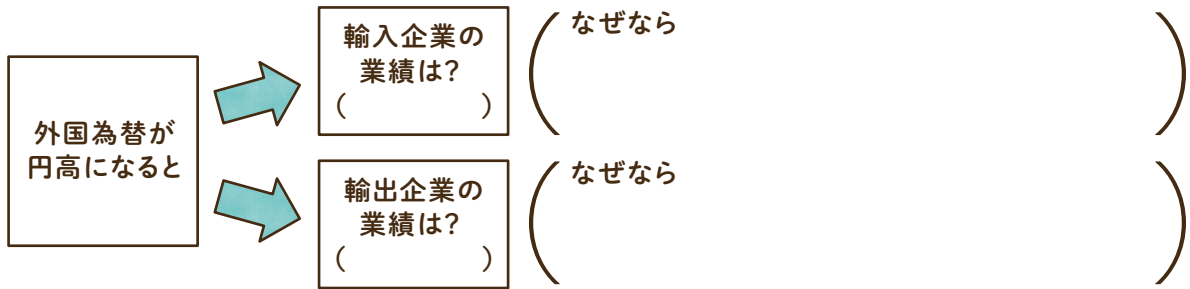 外国為替が
円高になると
輸入企業の
業績は?
(　　　　)
なぜなら
輸出企業の
業績は?
(　　　　)
なぜなら